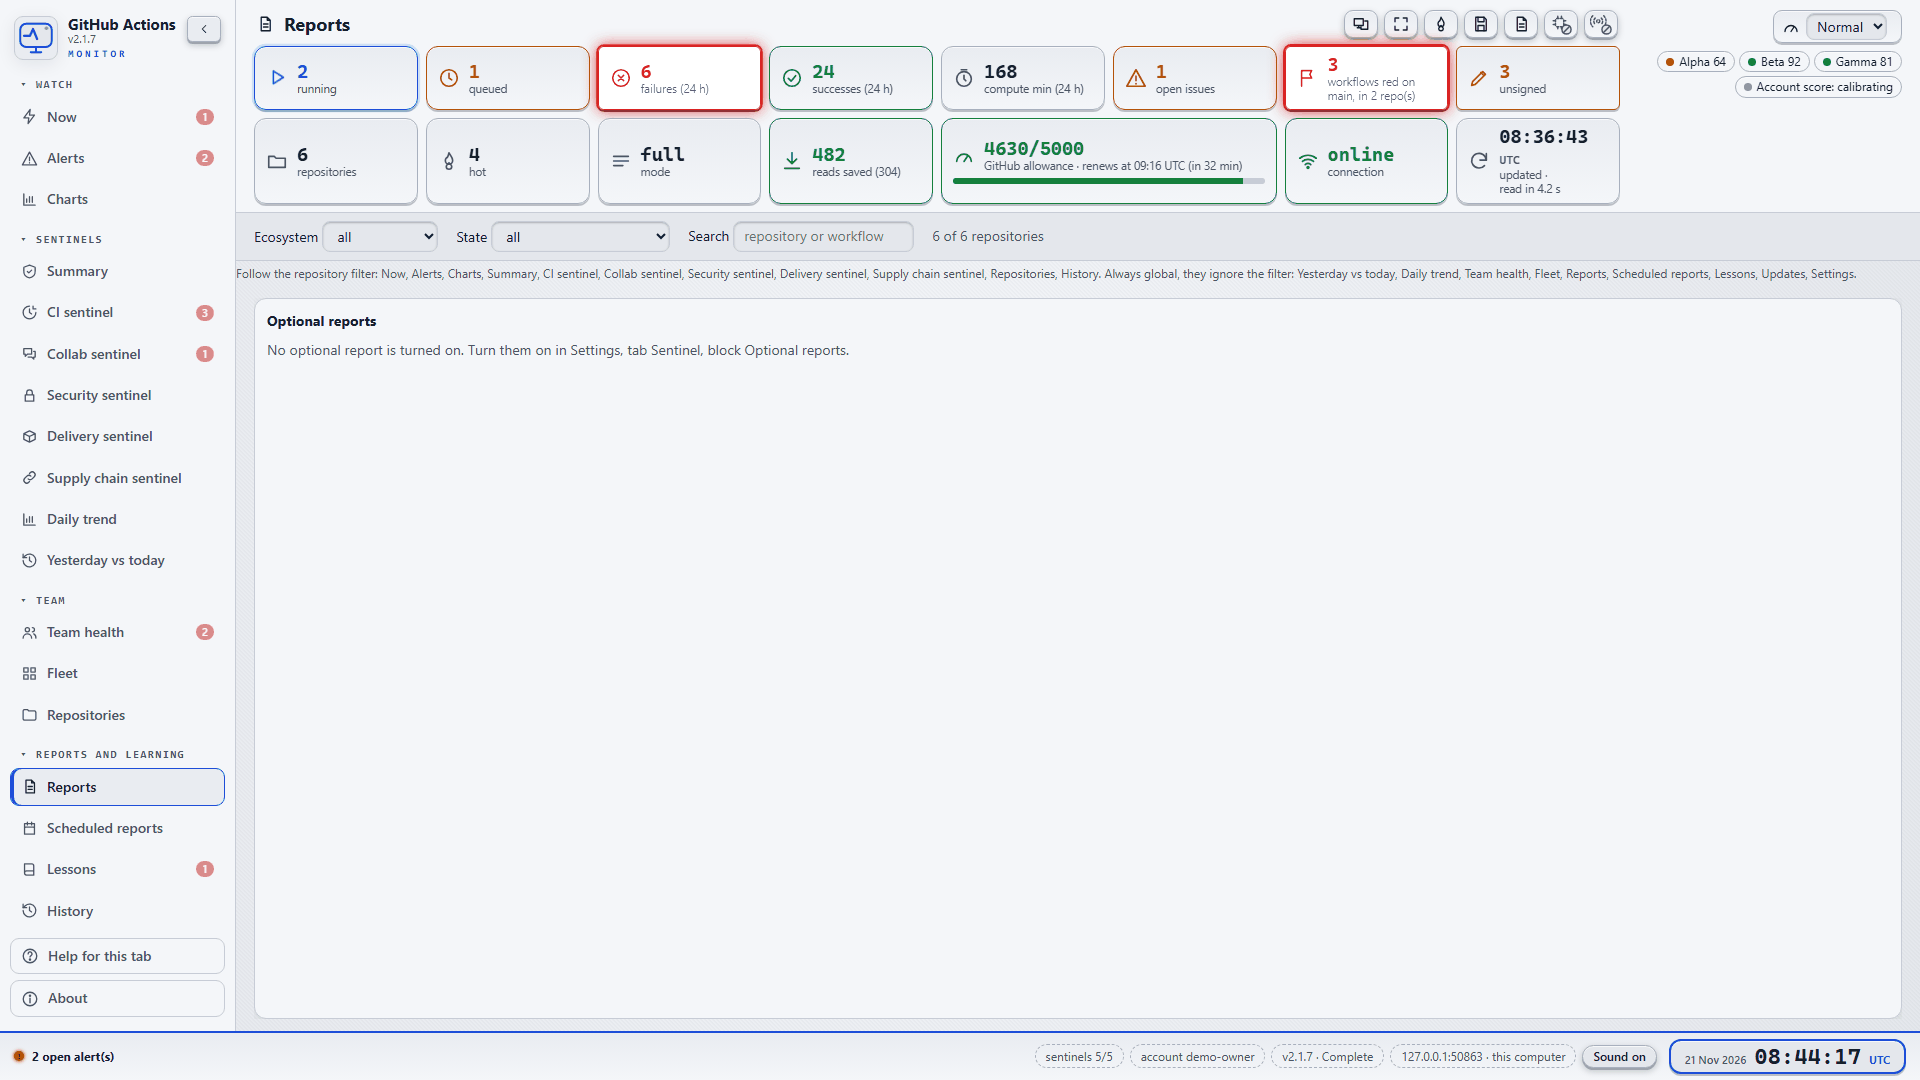 GitHub Actions
v2.1.7
MONITOR
WATCH
Now 1
Alerts 2
Charts
SENTINELS
Summary
CI sentinel 3
Collab sentinel 1
Security sentinel
Delivery sentinel
Supply chain sentinel
Daily trend
Yesterday vs today
TEAM
Team health 2
Fleet
Repositories
REPORTS AND LEARNING
Reports
Scheduled reports
Lessons 1
History
Help for this tab
About
Reports
Normal
Alpha 64
Beta 92
Gamma 81
Account score: calibrating
2
running
1
queued
6
failures (24 h)
24
successes (24 h)
168
compute min (24 h)
1
open issues
3
workflows red on
main, in 2 repo(s)
3
unsigned
6
repositories
4
hot
full
mode
482
reads saved (304)
4630/5000
GitHub allowance · renews at 09:16 UTC (in 32 min)
online
connection
08:36:43
UTC
updated ·
read in 4.2 s
Ecosystem all State all Search repository or workflow 6 of 6 repositories
Follow the repository filter: Now, Alerts, Charts, Summary, CI sentinel, Collab sentinel, Security sentinel, Delivery sentinel, Supply chain sentinel, Repositories, History. Always global, they ignore the filter: Yesterday vs today, Daily trend, Team health, Fleet, Reports, Scheduled reports, Lessons, Updates, Settings.
Optional reports
No optional report is turned on. Turn them on in Settings, tab Sentinel, block Optional reports.
2 open alert(s)
sentinels 5/5
account demo-owner
v2.1.7 · Complete
127.0.0.1:50863 · this computer
Sound on
21 Nov 2026 08:44:17 UTC